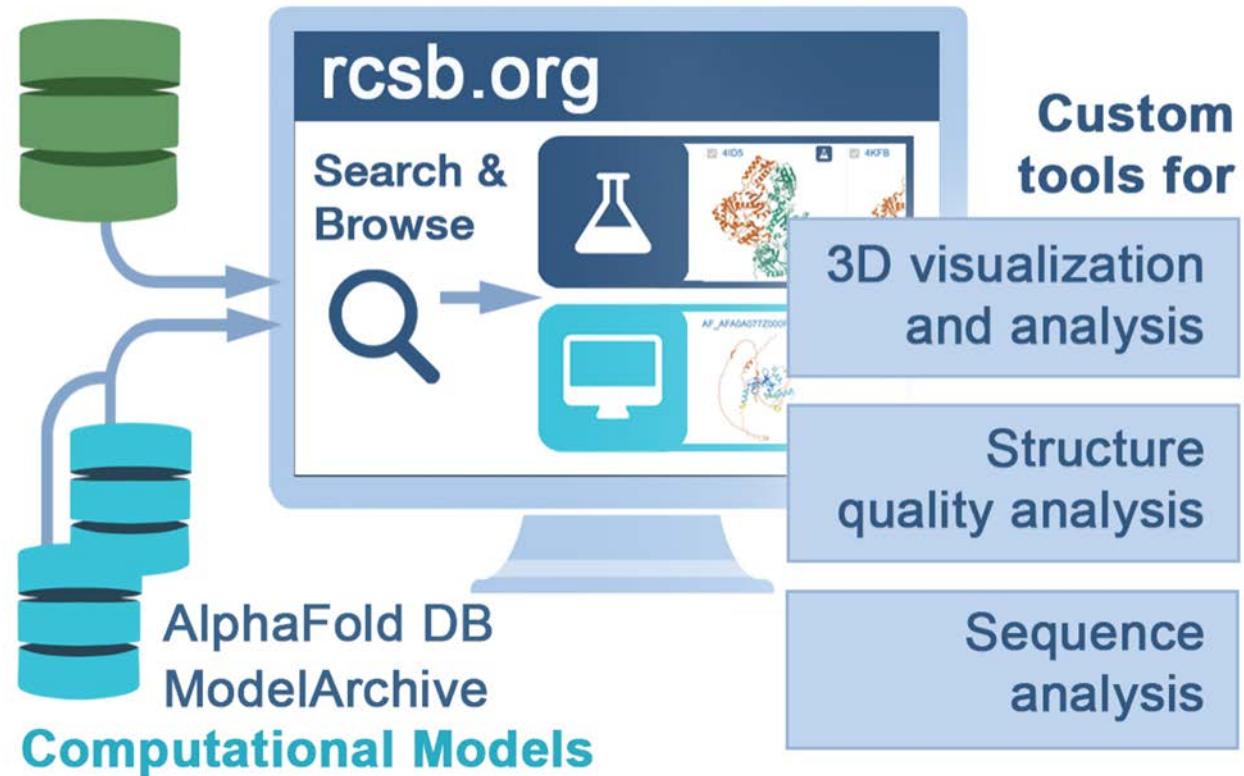 rcsb.org
Search &
Browse
4ID5
4KFB
Custom
tools for
3D visualization
and analysis
Structure
quality analysis
Sequence
analysis
AlphaFold DB
ModelArchive
Computational Models